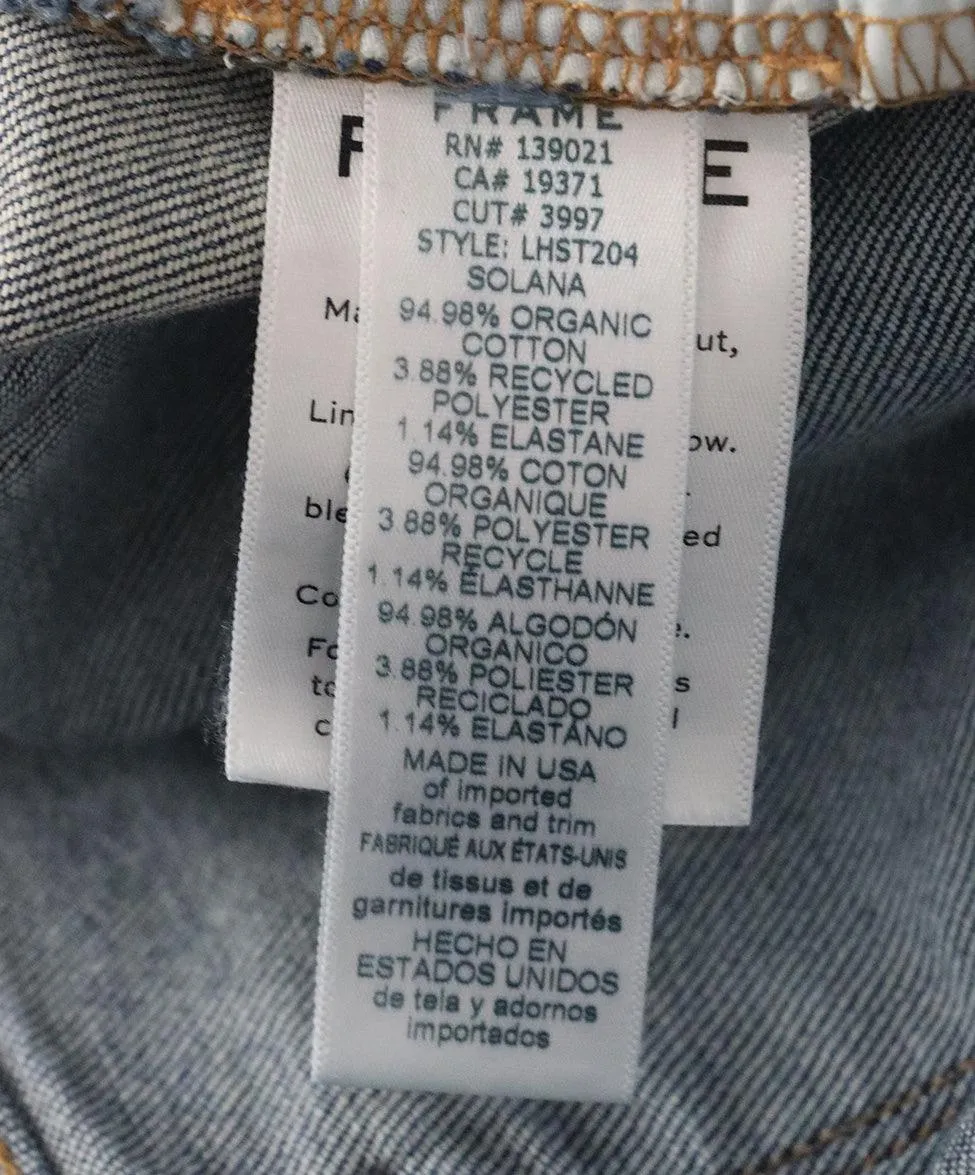 FRAME
RN# 139021
CA# 19371
CUT# 3997
STYLE: LHST204
SOLANA
94.98% ORGANIC
COTTON
3.88% RECYCLED
POLYESTER
1.14% ELASTANE
94.98% COTON
ORGANIQUE
3.88% POLYESTER
RECYCLE
1.14% ÉLASTHANNE
94.98% ALGODÓN
ORGANICO
3.88% POLIESTER
RECICLADO
1.14% ELASTANO
MADE IN USA
of imported
fabrics and trim
FABRIQUÉ AUX ÉTATS-UNIS
de tissus et de
garnitures importés
HECHO EN
ESTADOS UNIDOS
de tela y adornos
importados